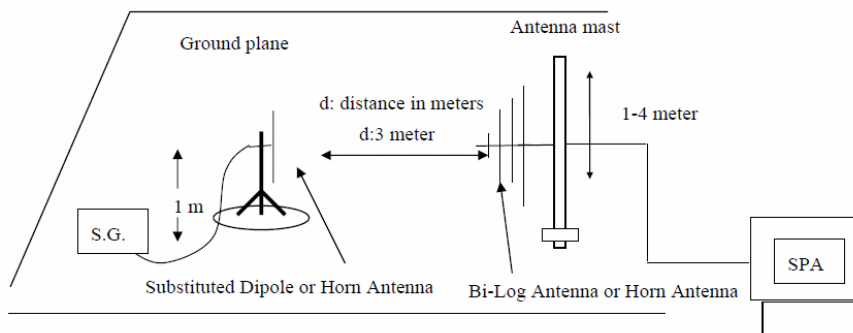 Antenna mast
Ground plane
d: distance in meters
d:3 meter
1-4 meter
1 m
S.G.
SPA
Substituted Dipole or Horn Antenna
Bi-Log Antenna or Horn Antenna